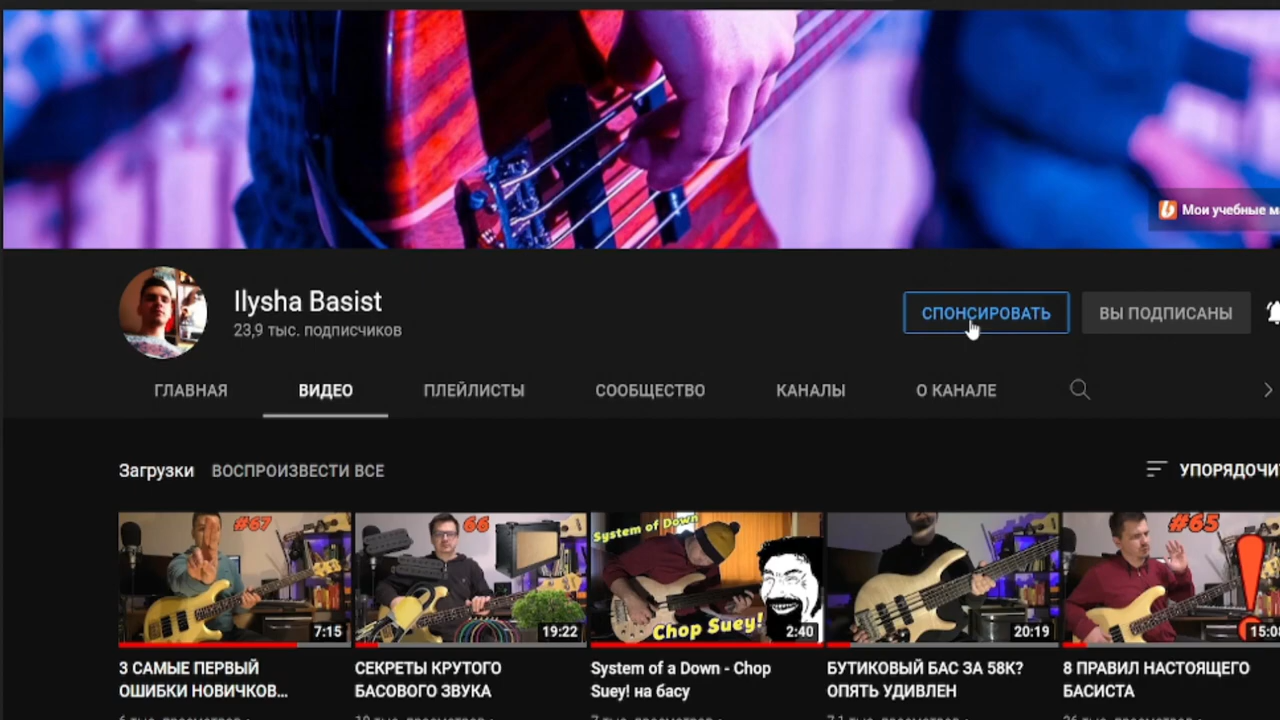 Мои учебные
Ilysha Basist
23,9 тыс. подписчиков
СПОНСИРОВАТЬ
ВЫ ПОДПИСАНЫ
ГЛАВНАЯ
ВИДЕО
ПЛЕЙЛИСТЫ
СООБЩЕСТВО
КАНАЛЫ
О КАНАЛЕ
Загрузки
ВОСПРОИЗВЕСТИ ВСЕ
УПОРЯДОЧИ
#67
7:15
66
19:22
System of Down
Chop Suey!
2:40
20:19
#65
15:0
3 САМЫЕ ПЕРВЫЙ
ОШИБКИ НОВИЧКОВ...
СЕКРЕТЫ КРУТОГО
БАСОВОГО ЗВУКА
System of a Down - Chop
Suey! на басу
БУТИКОВЫЙ БАС ЗА 58К?
ОПЯТЬ УДИВЛЕН
8 ПРАВИЛ НАСТОЯЩЕГО
БАСИСТА